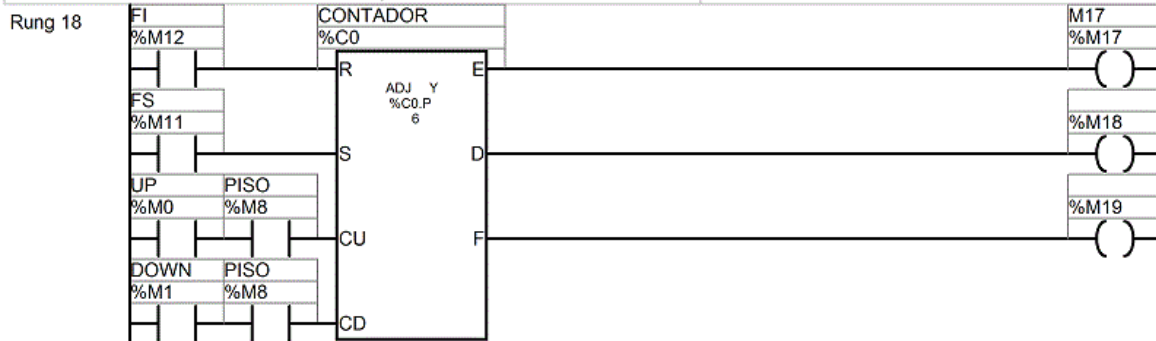 Rung 18
FI
%M12
CONTADOR
%C0
M17
%M17
R
E
ADJ Y
%C0.P
6
FS
%M11
%M18
S
D
UP
%M0
PISO
%M8
%M19
CU
F
DOWN
%M1
PISO
%M8
CD